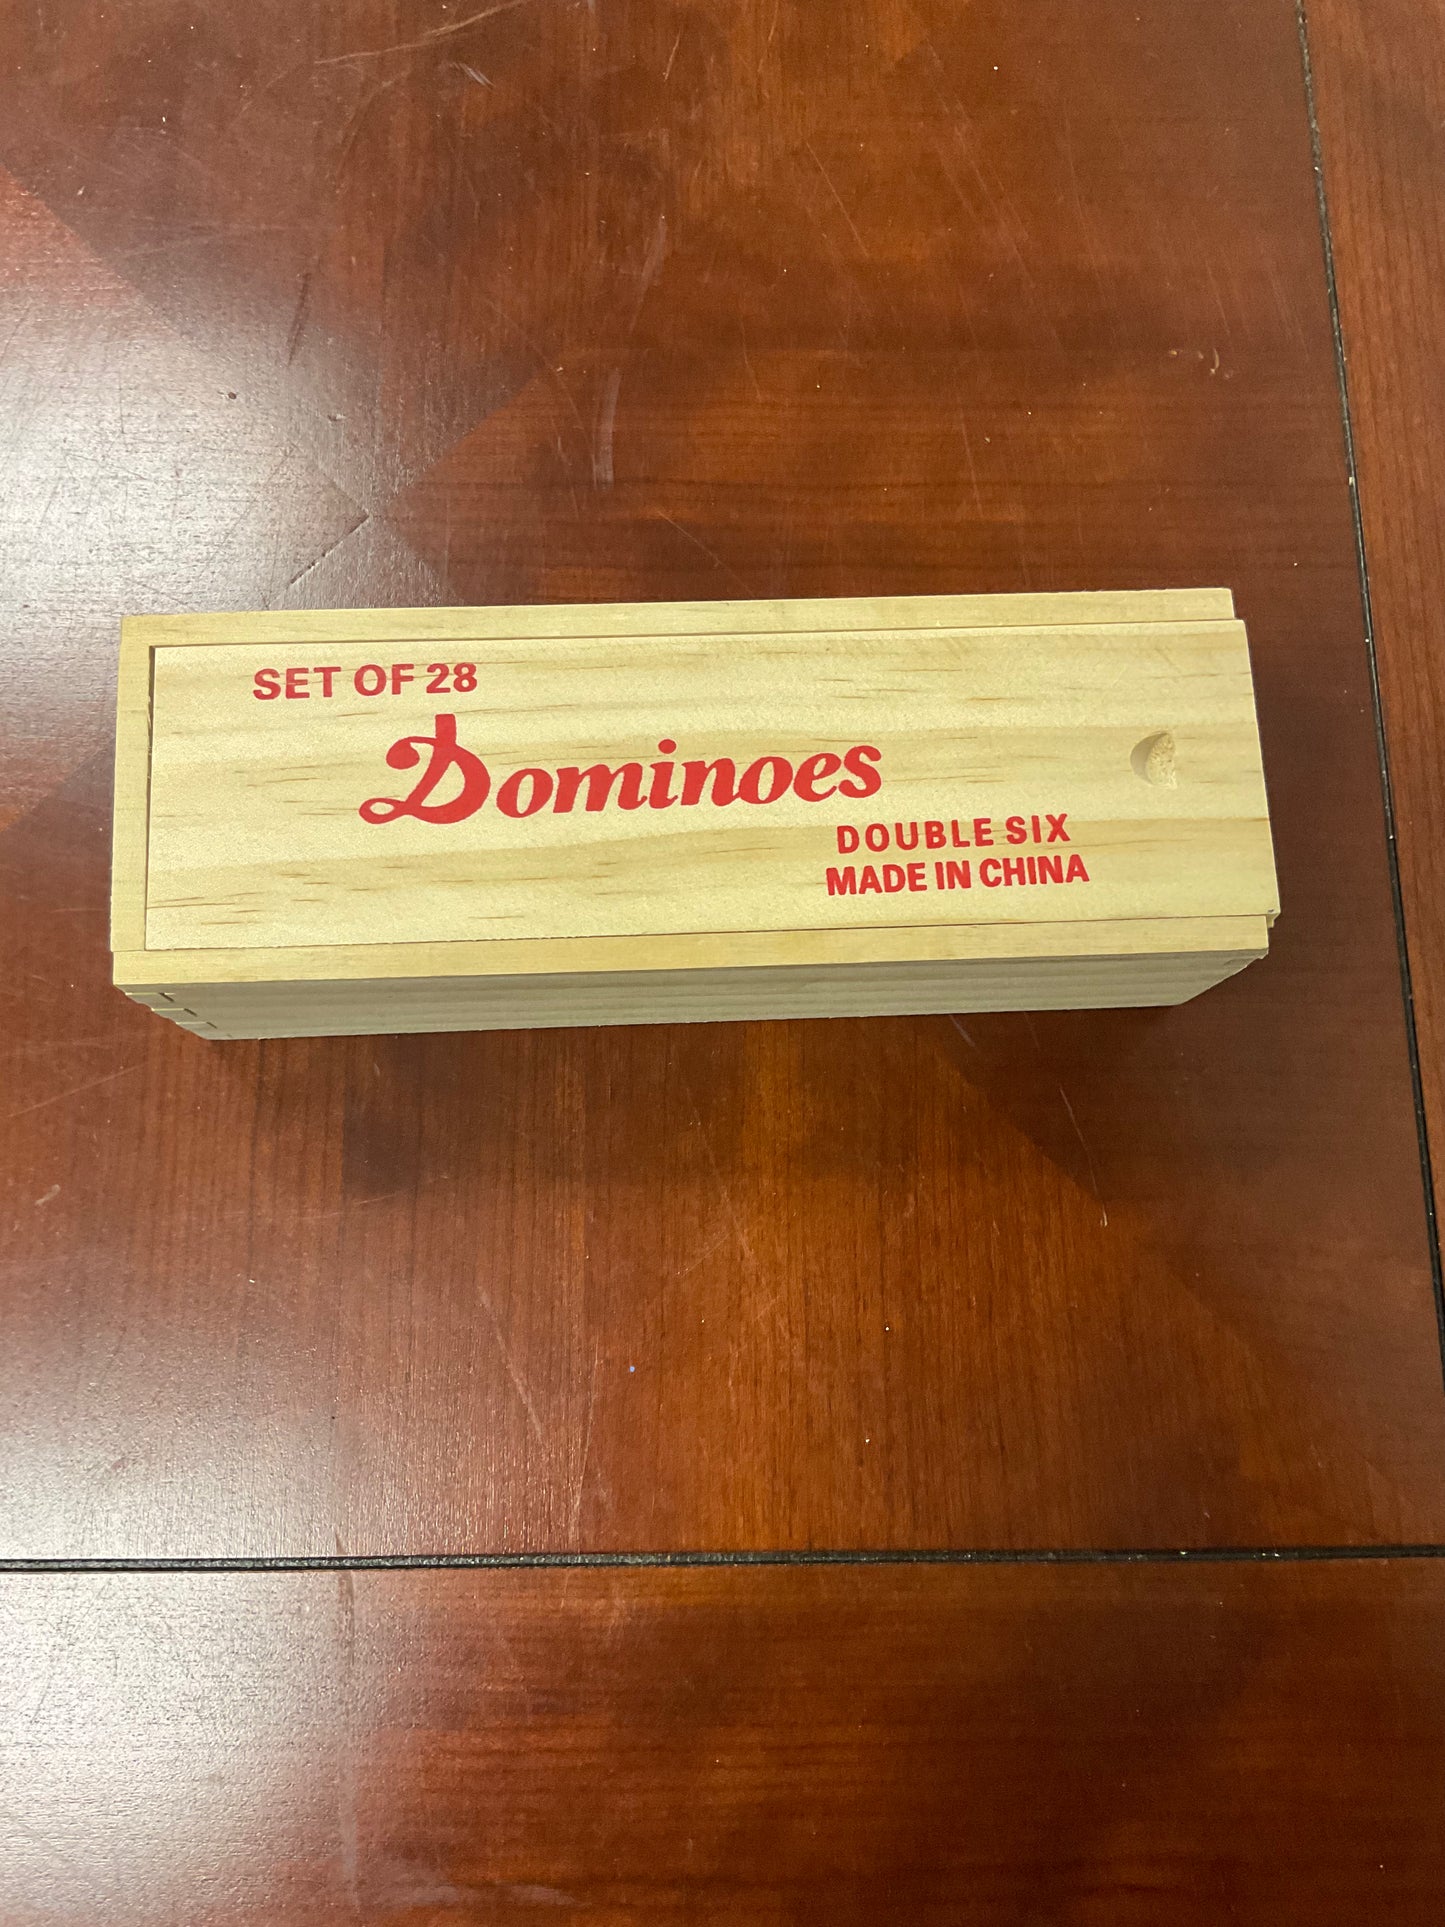 SET OF 28
Dominoes
DOUBLE SIX
MADE IN CHINA